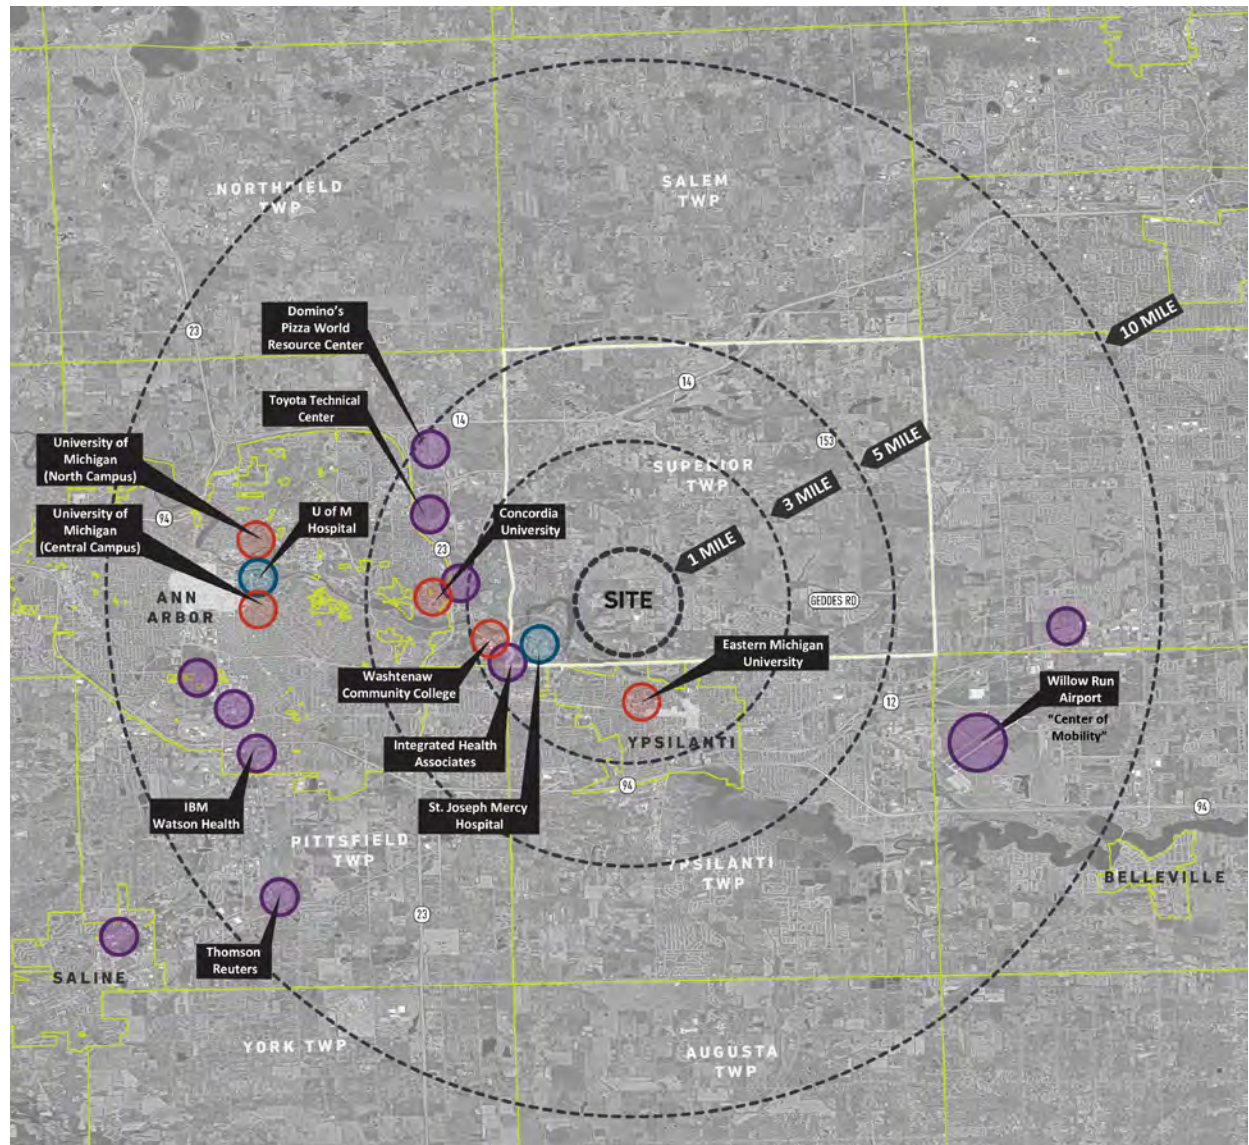 NORTHFIELD
TWP
SALEM
TWP
10 MILE
Domino's
Pizza World
Resource Center
23
14
Toyota Technical
Center
14
153
5 MILE
University of
Michigan
(North Campus)
SUPERIOR
TWP
3 MILE
University of
Michigan
(Central Campus)
94
U of M
Hospital
Concordia
University
23
1 MILE
ANN
ARBOR
SITE
GEDDES RD
Eastern Michigan
University
Washtenaw
Community College
Willow Run
Airport
"Center of
Mobility"
12
YPSILANTI
Integrated Health
Associates
94
IBM
Watson Health
St. Joseph Mercy
Hospital
94
PITTSFIELD
TWP
YPSILANTI
TWP
BELLEVILLE
23
Thomson
Reuters
SALINE
YORK TWP
AUGUSTA
TWP